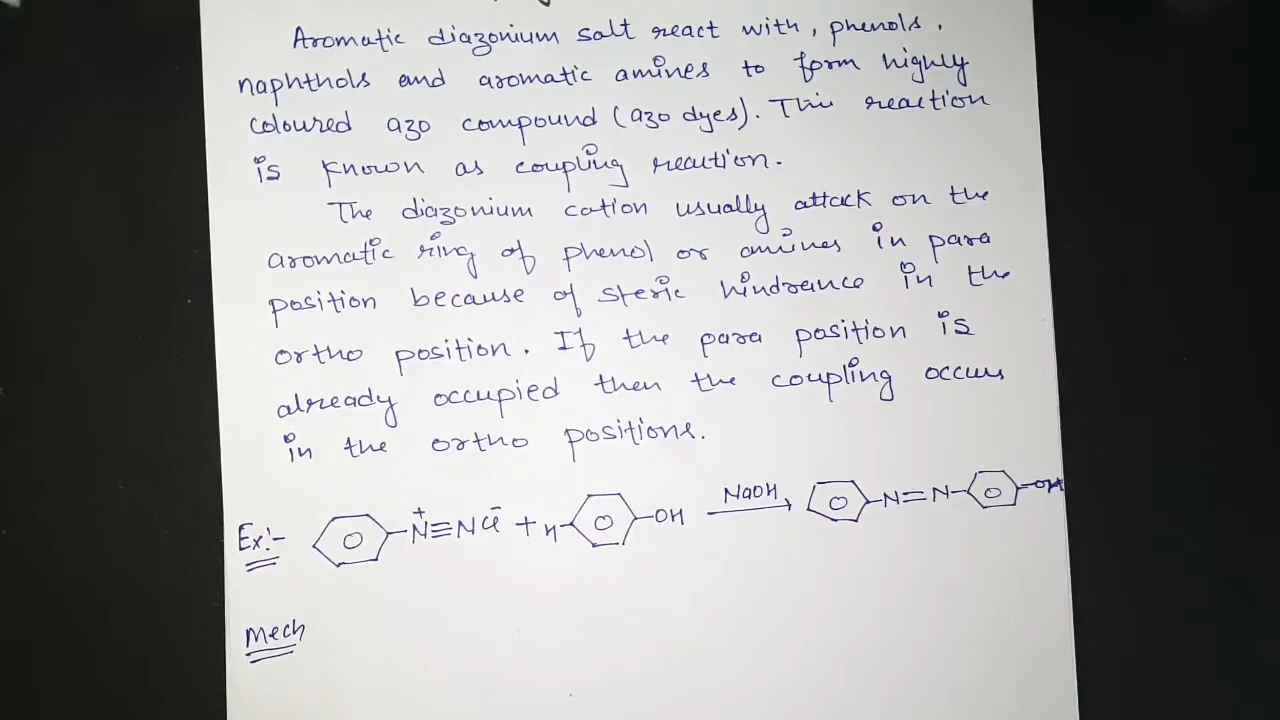 Aromatic diazonium salt react with, phenols,
naphthols and aromatic amines to form highly
coloured azo compound (azo dyes). This reaction
is known as coupling reaction.
The diazonium cation usually attack on the
aromatic ring of phenol or amines in para
position because of steric hindrance in the
ortho position. If the para position is
already occupied then the coupling occurs
in the ortho positions.
Ex:- N⁺≡NCl⁻ + H OH NaOH N=N OH
Mech